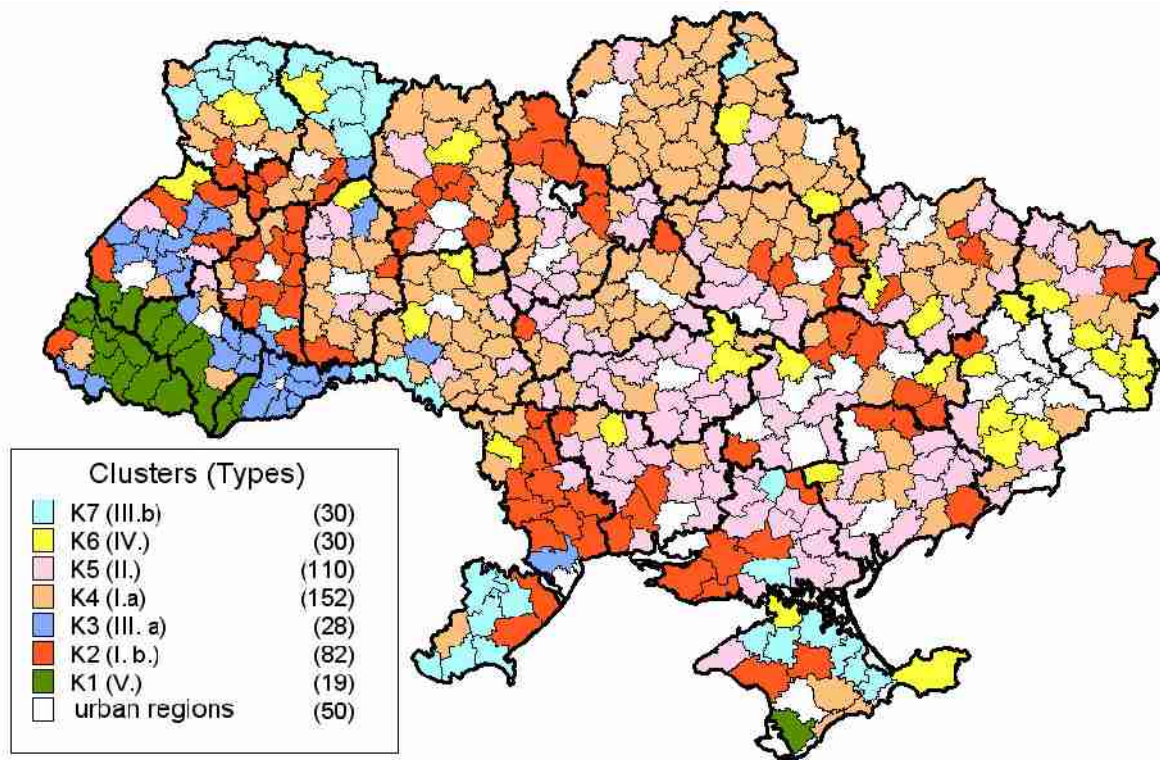 Clusters (Types)
K7 (III.b) (30)
K6 (IV.) (30)
K5 (II.) (110)
K4 (I.a) (152)
K3 (III. a) (28)
K2 (I. b.) (82)
K1 (V.) (19)
urban regions (50)